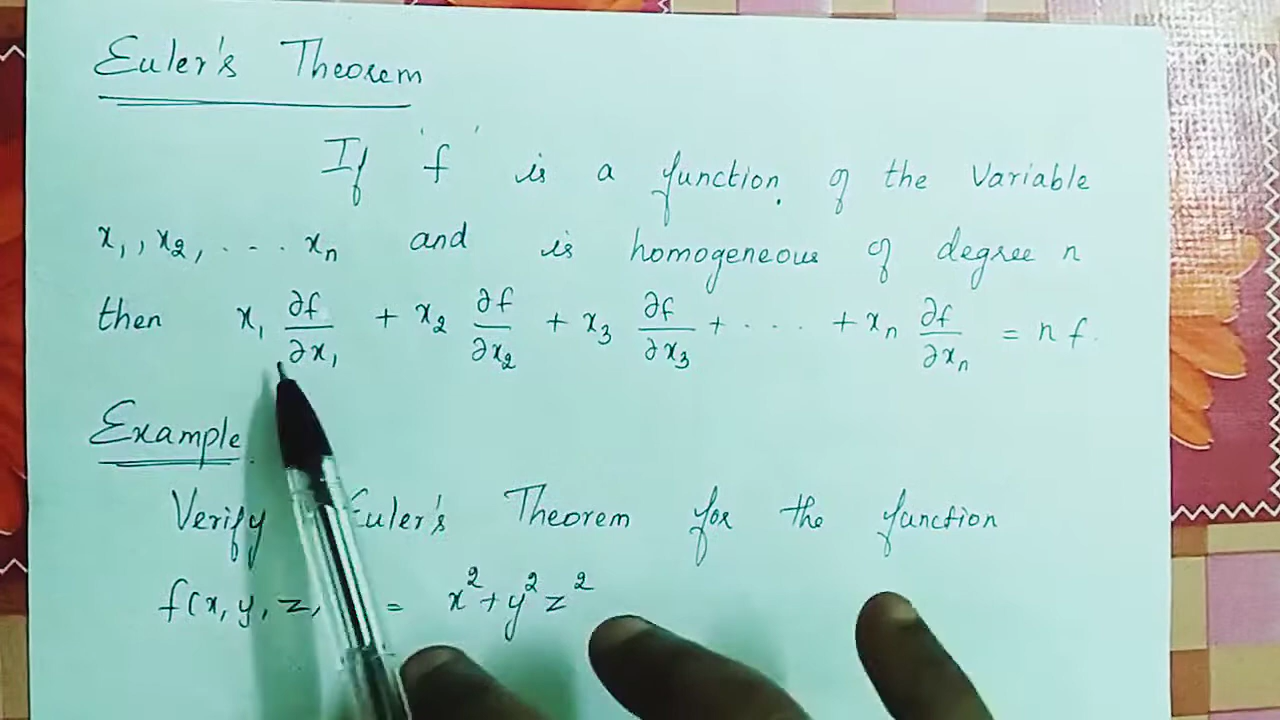 Euler's Theorem
If 'f' is a function of the variable
x₁, x₂, .... xₙ and is homogeneous of degree n
then x₁ ∂f/∂x₁ + x₂ ∂f/∂x₂ + x₃ ∂f/∂x₃ + .... + xₙ ∂f/∂xₙ = n f.
Example.
Verify Euler's Theorem for the function
f(x, y, z, = x² + y² z²